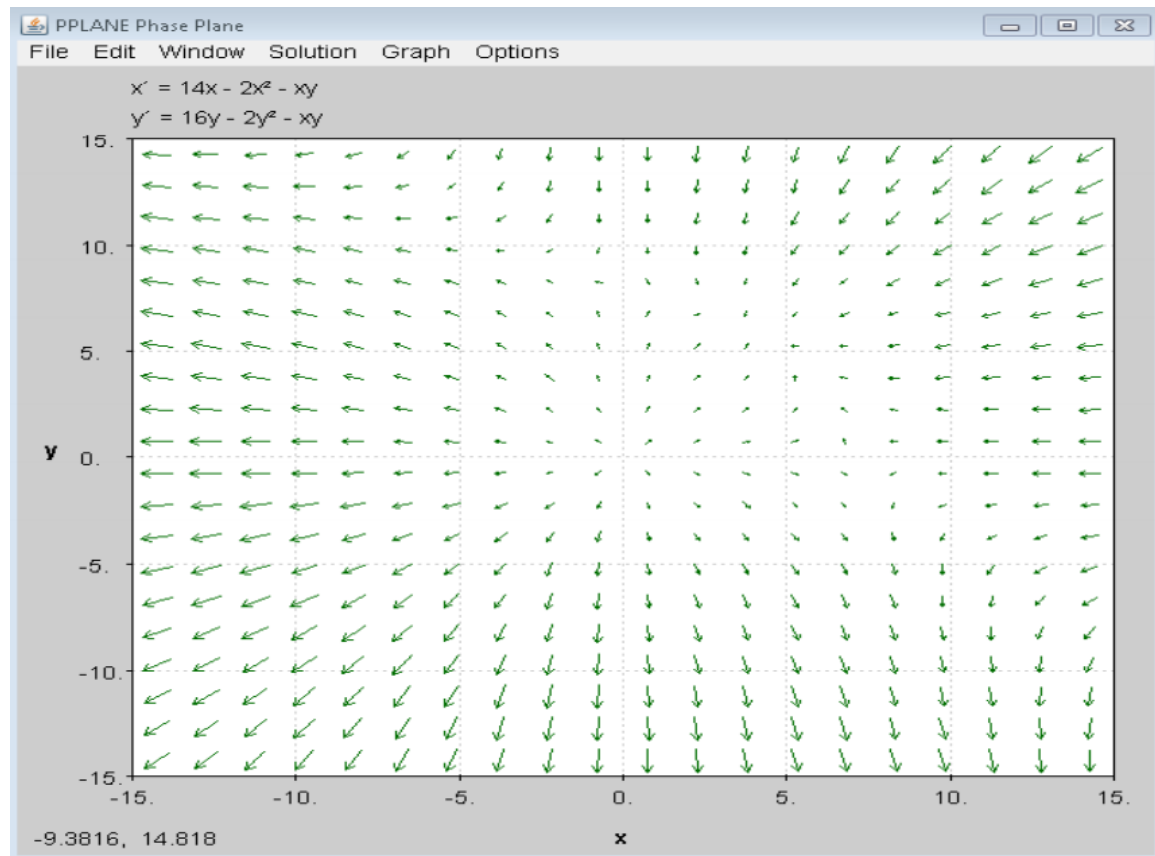 PPLANE Phase Plane
File Edit Window Solution Graph Options
x´ = 14x - 2x² - xy
y´ = 16y - 2y² - xy
15.
10.
5.
y
0.
-5.
-10.
-15.
-15. -10. -5. 0. 5. 10. 15.
-9.3816, 14.818 x